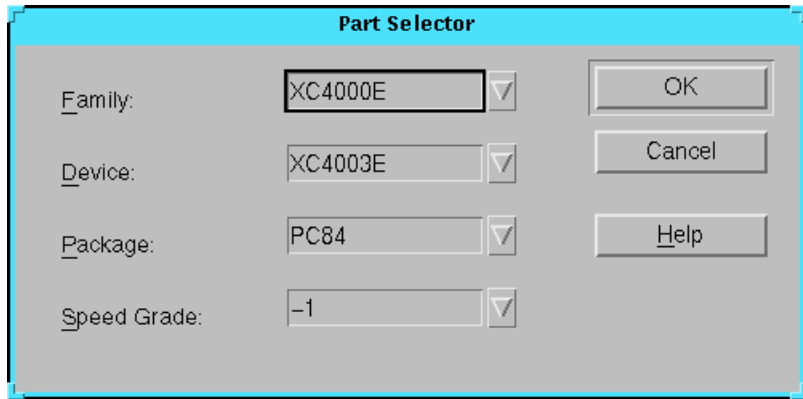 Part Selector
Family: XC4000E OK
Device: XC4003E Cancel
Package: PC84 Help
Speed Grade: –1